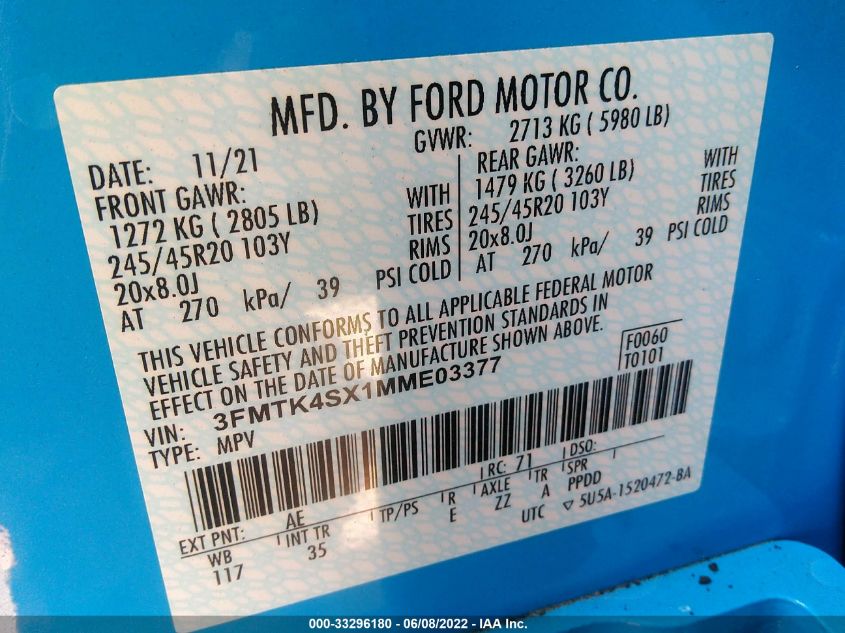 MFD. BY FORD MOTOR CO.
DATE: 11/21
GVWR: 2713 KG ( 5980 LB)
FRONT GAWR:
1272 KG ( 2805 LB) WITH
245/45R20 103Y TIRES
20x8.0J RIMS
AT 270 kPa/ 39 PSI COLD
REAR GAWR:
1479 KG ( 3260 LB) WITH
245/45R20 103Y TIRES
20x8.0J RIMS
AT 270 kPa/ 39 PSI COLD
THIS VEHICLE CONFORMS TO ALL APPLICABLE FEDERAL MOTOR
VEHICLE SAFETY AND THEFT PREVENTION STANDARDS IN
EFFECT ON THE DATE OF MANUFACTURE SHOWN ABOVE.
F0060
T0101
VIN: 3FMTK4SX1MME03377
TYPE: MPV
EXT PNT: AE RC: 71 DSO:
WB INT TR TP/PS R AXLE TR SPR
117 35 E ZZ A PPDD
UTC ▽ 5U5A-1520472-BA
000-33296180 - 06/08/2022 - IAA Inc.